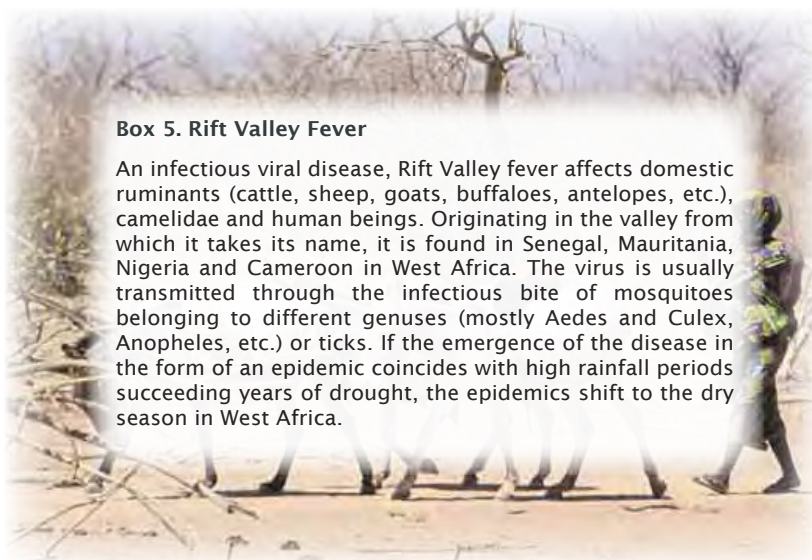 Box 5. Rift Valley Fever
An infectious viral disease, Rift Valley fever affects domestic
ruminants (cattle, sheep, goats, buffaloes, antelopes, etc.),
camelidae and human beings. Originating in the valley from
which it takes its name, it is found in Senegal, Mauritania,
Nigeria and Cameroon in West Africa. The virus is usually
transmitted through the infectious bite of mosquitoes
belonging to different genuses (mostly Aedes and Culex,
Anopheles, etc.) or ticks. If the emergence of the disease in
the form of an epidemic coincides with high rainfall periods
succeeding years of drought, the epidemics shift to the dry
season in West Africa.